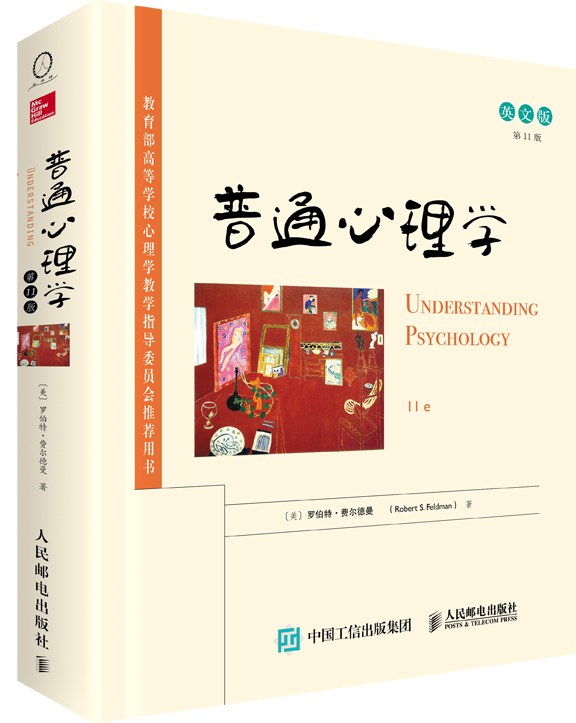 Mc
Graw
Hill
Education
普通心理学
UNDERSTANDING
第11版
〔美〕罗伯特·费尔德曼 著
人民邮电出版社
教育部高等学校心理学教学指导委员会推荐用书
英文版
第11版
普通心理学
UNDERSTANDING
PSYCHOLOGY
11e
〔美〕罗伯特·费尔德曼 (Robert S. Feldman) 著
中国工信出版集团
人民邮电出版社
POSTS & TELECOM PRESS